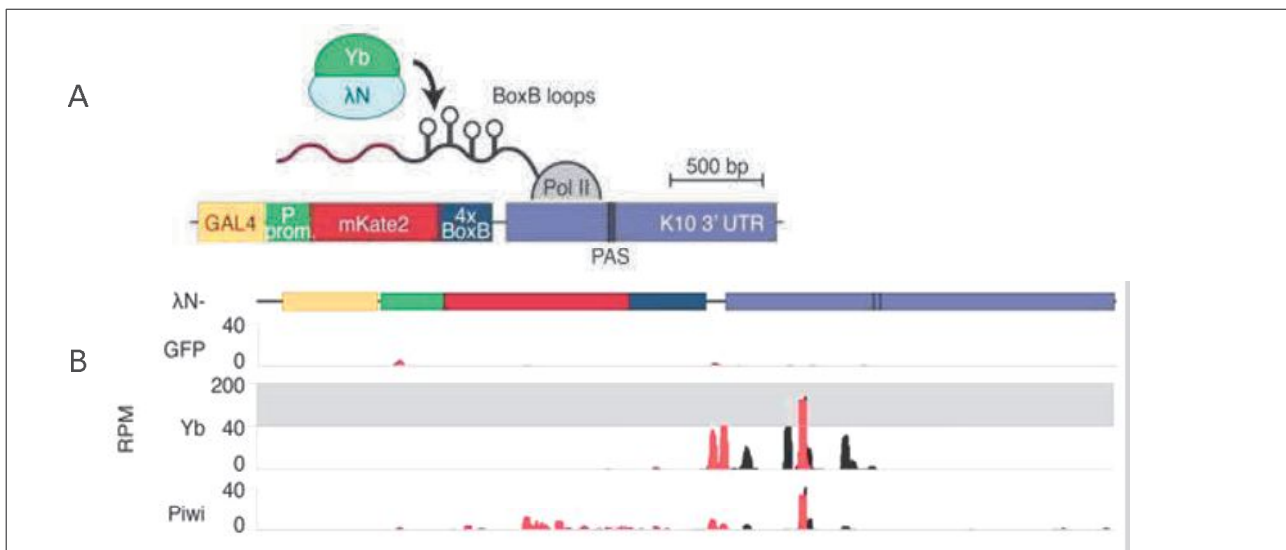 A
Yb
λN
BoxB loops
500 bp
Pol II
GAL4
P
prom.
mKate2
4x
BoxB
K10 3' UTR
PAS
λN-
B
RPM
GFP
40
0
Yb
200
40
0
Piwi
40
0